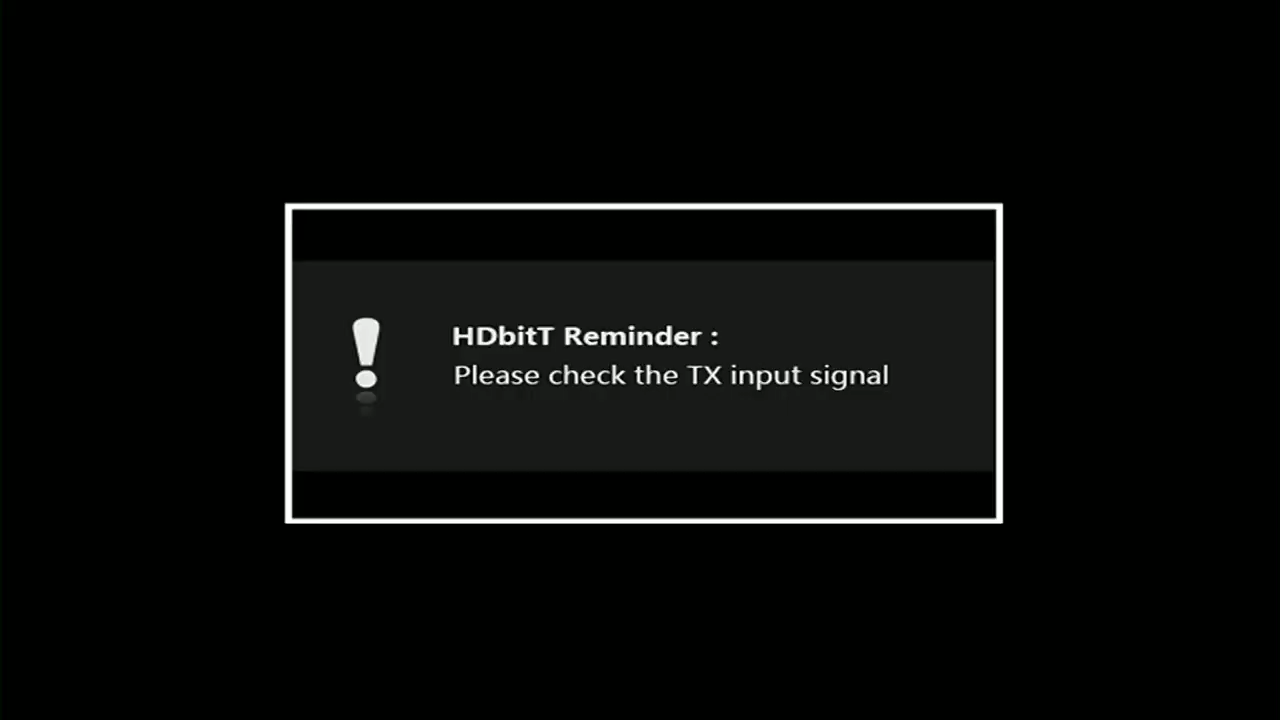 HDbitT Reminder :
Please check the TX input signal